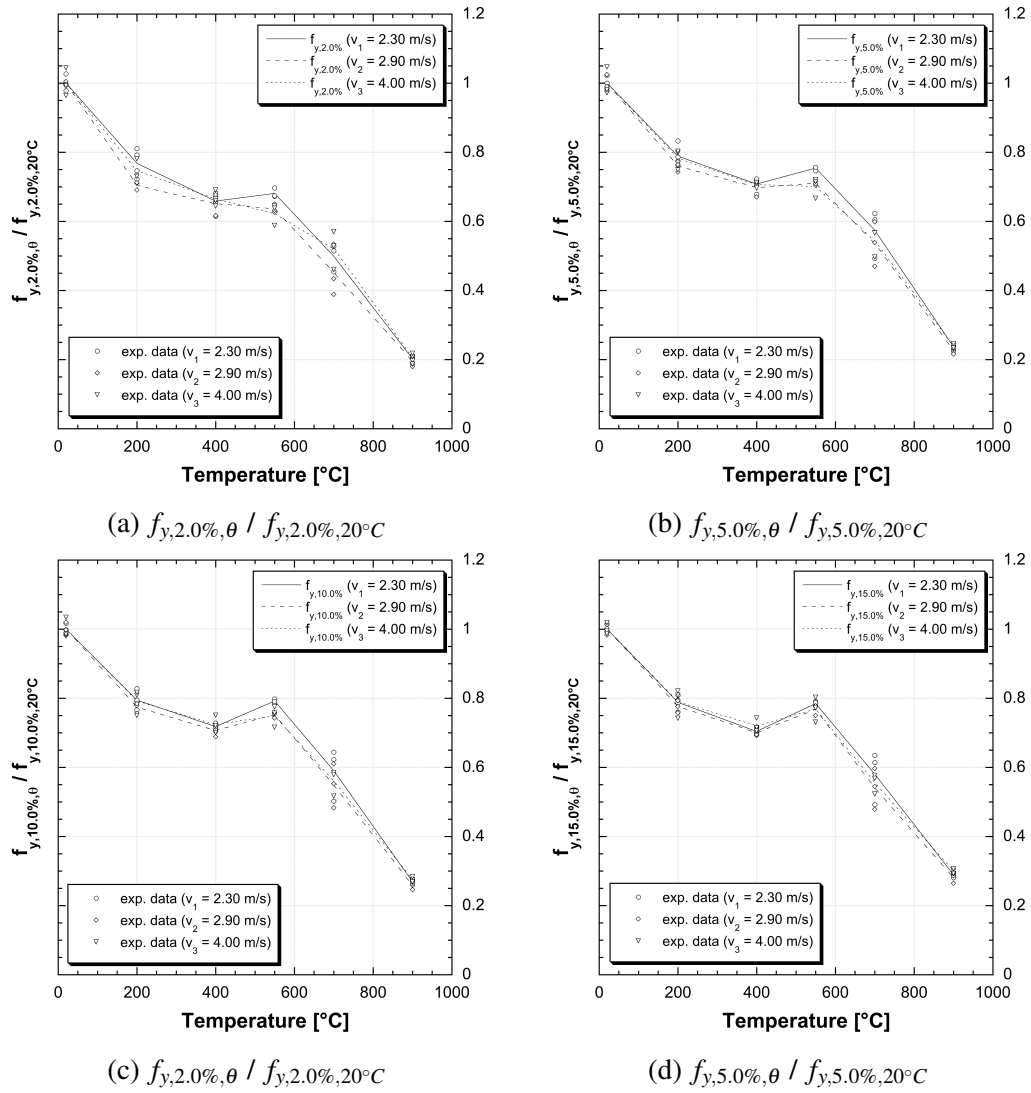 1.2
f_y,2.0% (v_1 = 2.30 m/s)
f_y,2.0% (v_2 = 2.90 m/s)
f_y,2.0% (v_3 = 4.00 m/s)
1
0.8
0.6
0.4
0.2
0
f_y,2.0%,θ / f_y,2.0%,20°C
exp. data (v_1 = 2.30 m/s)
exp. data (v_2 = 2.90 m/s)
exp. data (v_3 = 4.00 m/s)
0 200 400 600 800 1000
Temperature [°C]
(a) f_y,2.0%,θ / f_y,2.0%,20°C
1.2
f_y,5.0% (v_1 = 2.30 m/s)
f_y,5.0% (v_2 = 2.90 m/s)
f_y,5.0% (v_3 = 4.00 m/s)
1
0.8
0.6
0.4
0.2
0
f_y,5.0%,θ / f_y,5.0%,20°C
exp. data (v_1 = 2.30 m/s)
exp. data (v_2 = 2.90 m/s)
exp. data (v_3 = 4.00 m/s)
0 200 400 600 800 1000
Temperature [°C]
(b) f_y,5.0%,θ / f_y,5.0%,20°C
1.2
f_y,10.0% (v_1 = 2.30 m/s)
f_y,10.0% (v_2 = 2.90 m/s)
f_y,10.0% (v_3 = 4.00 m/s)
1
0.8
0.6
0.4
0.2
0
f_y,10.0%,θ / f_y,10.0%,20°C
exp. data (v_1 = 2.30 m/s)
exp. data (v_2 = 2.90 m/s)
exp. data (v_3 = 4.00 m/s)
0 200 400 600 800 1000
Temperature [°C]
(c) f_y,2.0%,θ / f_y,2.0%,20°C
1.2
f_y,15.0% (v_1 = 2.30 m/s)
f_y,15.0% (v_2 = 2.90 m/s)
f_y,15.0% (v_3 = 4.00 m/s)
1
0.8
0.6
0.4
0.2
0
f_y,15.0%,θ / f_y,15.0%,20°C
exp. data (v_1 = 2.30 m/s)
exp. data (v_2 = 2.90 m/s)
exp. data (v_3 = 4.00 m/s)
0 200 400 600 800 1000
Temperature [°C]
(d) f_y,5.0%,θ / f_y,5.0%,20°C